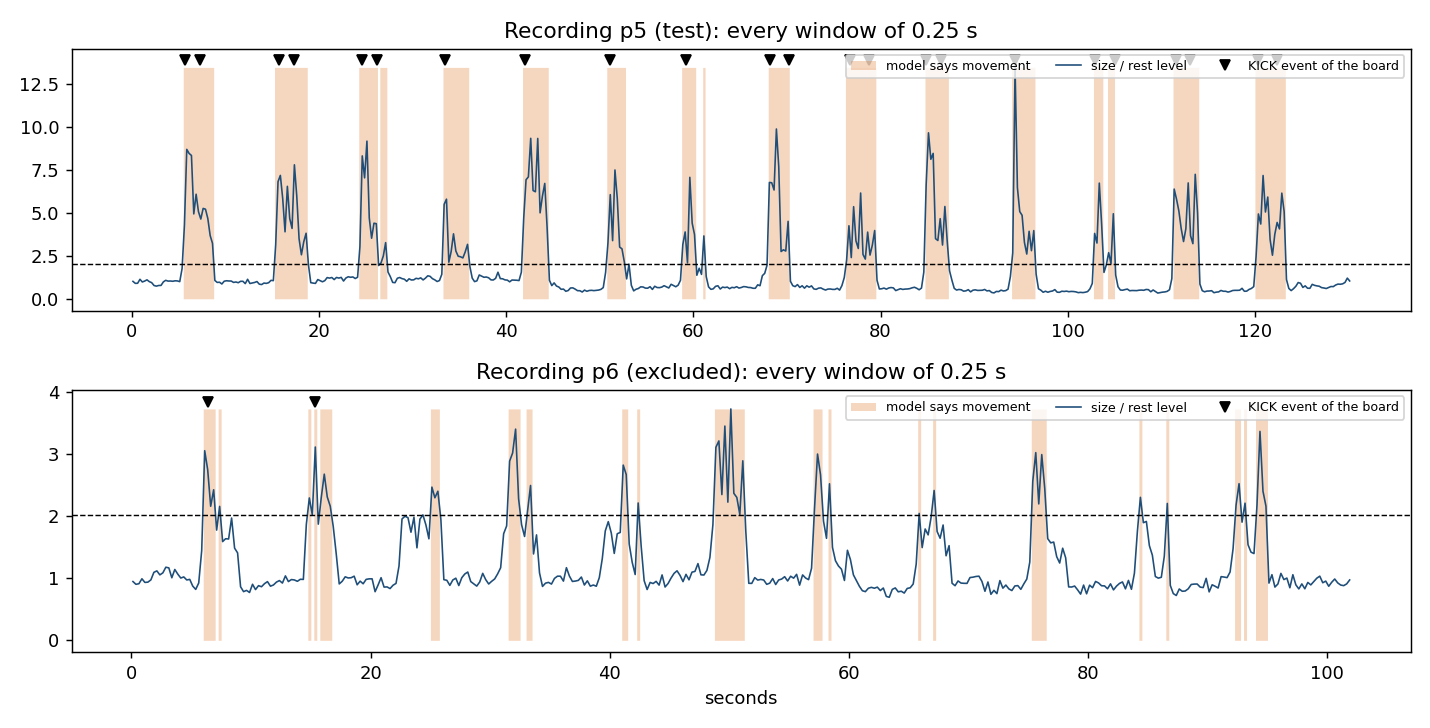 Recording p5 (test): every window of 0.25 s
model says movement size / rest level KICK event of the board
12.5
10.0
7.5
5.0
2.5
0.0
0 20 40 60 80 100 120
Recording p6 (excluded): every window of 0.25 s
model says movement size / rest level KICK event of the board
4
3
2
1
0
0 20 40 60 80 100
seconds